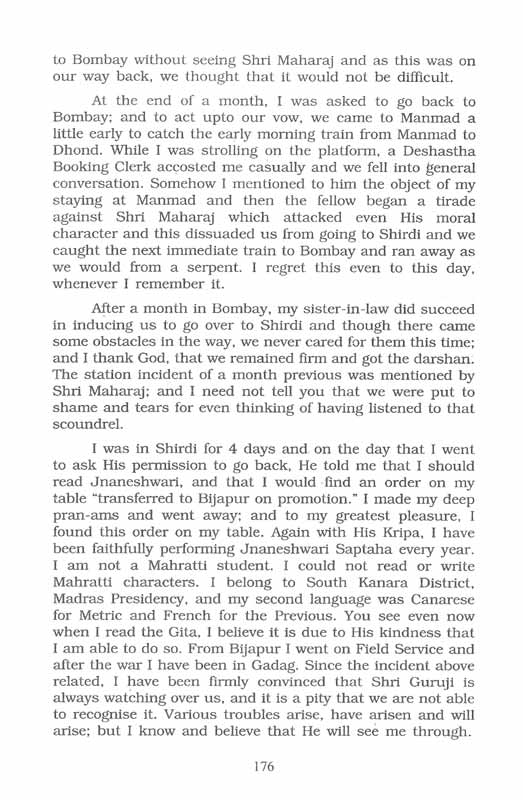 to Bombay without seeing Shri Maharaj and as this was on
our way back, we thought that it would not be difficult.
At the end of a month, I was asked to go back to
Bombay; and to act upto our vow, we came to Manmad a
little early to catch the early morning train from Manmad to
Dhond. While I was strolling on the platform, a Deshastha
Booking Clerk accosted me casually and we fell into general
conversation. Somehow I mentioned to him the object of my
staying at Manmad and then the fellow began a tirade
against Shri Maharaj which attacked even His moral
character and this dissuaded us from going to Shirdi and we
caught the next immediate train to Bombay and ran away as
we would from a serpent. I regret this even to this day,
whenever I remember it.
After a month in Bombay, my sister-in-law did succeed
in inducing us to go over to Shirdi and though there came
some obstacles in the way, we never cared for them this time;
and I thank God, that we remained firm and got the darshan.
The station incident of a month previous was mentioned by
Shri Maharaj; and I need not tell you that we were put to
shame and tears for even thinking of having listened to that
scoundrel.
I was in Shirdi for 4 days and on the day that I went
to ask His permission to go back, He told me that I should
read Jnaneshwari, and that I would find an order on my
table “transferred to Bijapur on promotion.” I made my deep
pran-ams and went away; and to my greatest pleasure, I
found this order on my table. Again with His Kripa, I have
been faithfully performing Jnaneshwari Saptaha every year.
I am not a Mahratti student. I could not read or write
Mahratti characters. I belong to South Kanara District,
Madras Presidency, and my second language was Canarese
for Metric and French for the Previous. You see even now
when I read the Gita, I believe it is due to His kindness that
I am able to do so. From Bijapur I went on Field Service and
after the war I have been in Gadag. Since the incident above
related, I have been firmly convinced that Shri Guruji is
always watching over us, and it is a pity that we are not able
to recognise it. Various troubles arise, have arisen and will
arise; but I know and believe that He will see me through.
176